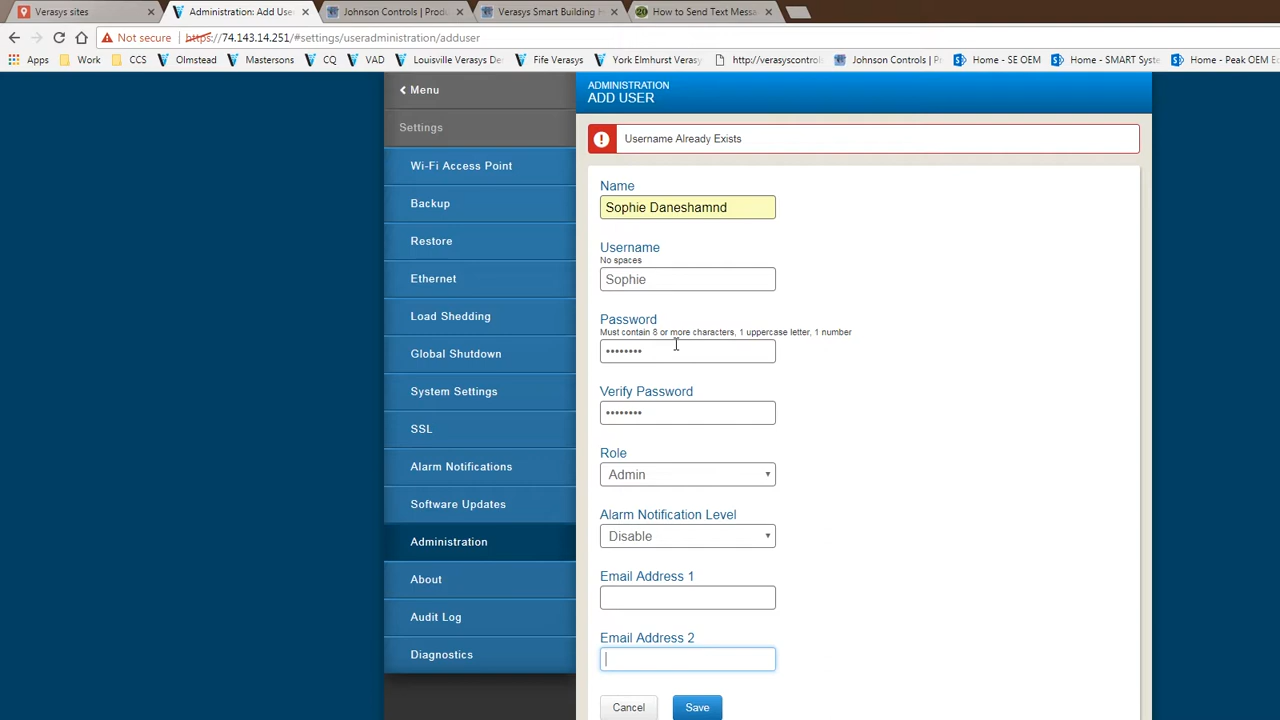 Verasys sites
Administration: Add Use
Johnson Controls | Produ
Verasys Smart Building H
How to Send Text Messa
Not secure https://74.143.14.251/#settings/useradministration/adduser
Apps Work CCS Olmstead Mastersons CQ VAD Louisville Verasys De Fife Verasys York Elmhurst Verasy http://verasyscontrol Johnson Controls | Pr Home - SE OEM Home - SMART Syste Home - Peak OEM Ec
Menu
Settings
Wi-Fi Access Point
Backup
Restore
Ethernet
Load Shedding
Global Shutdown
System Settings
SSL
Alarm Notifications
Software Updates
Administration
About
Audit Log
Diagnostics
ADMINISTRATION
ADD USER
Username Already Exists
Name
Sophie Daneshamnd
Username
No spaces
Sophie
Password
Must contain 8 or more characters, 1 uppercase letter, 1 number
••••••••
Verify Password
••••••••
Role
Admin
Alarm Notification Level
Disable
Email Address 1
Email Address 2
Cancel Save